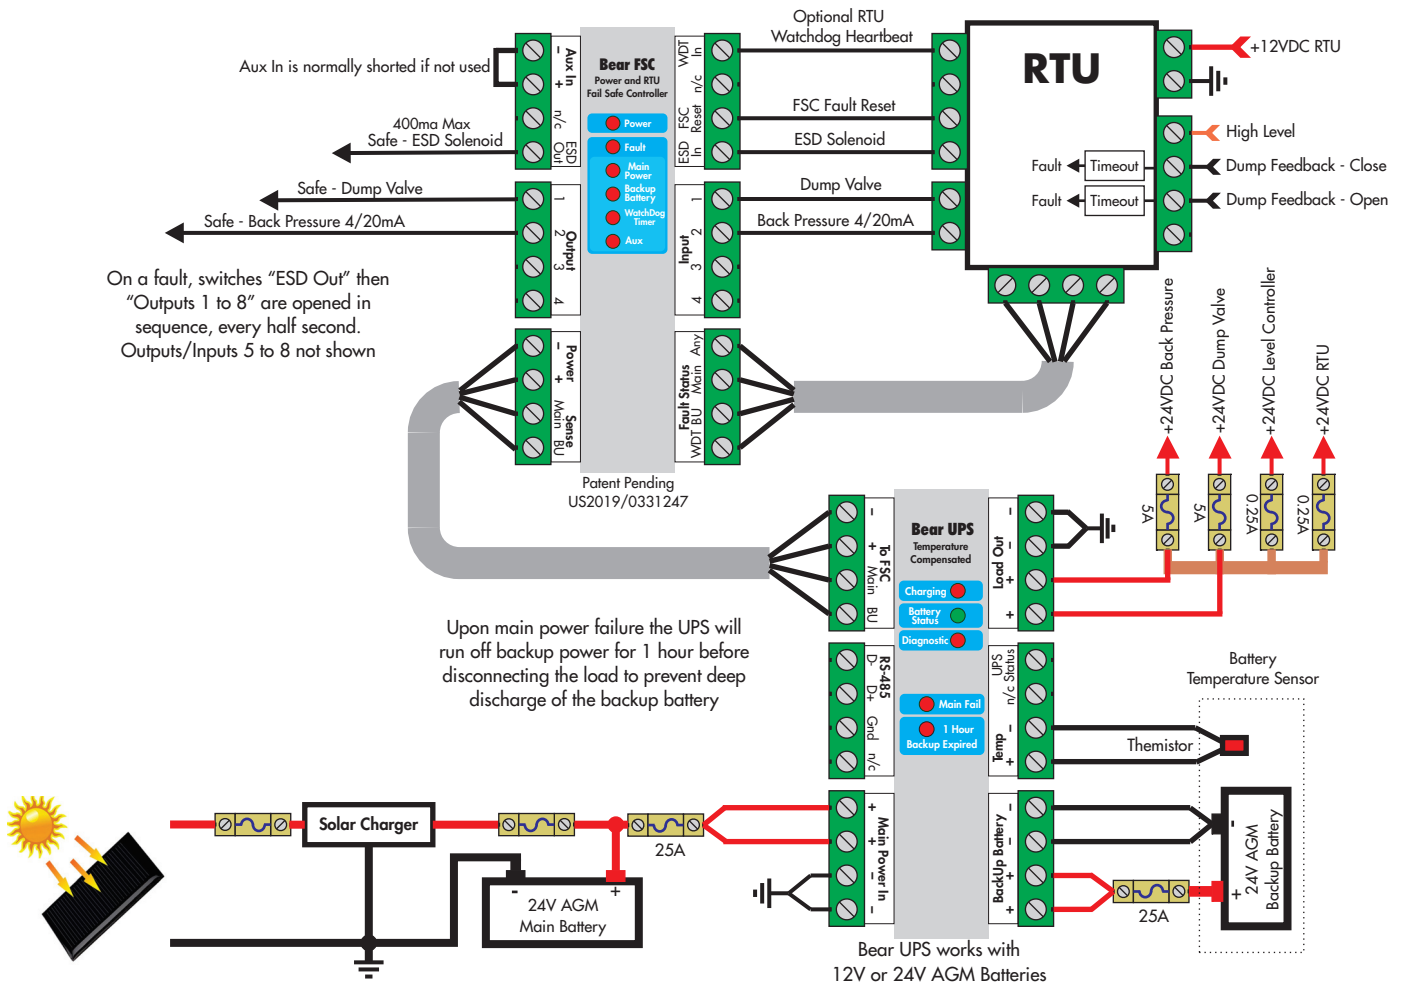 Optional RTU
Watchdog Heartbeat
Aux In is normally shorted if not used
400ma Max
Safe - ESD Solenoid
Safe - Dump Valve
Safe - Back Pressure 4/20mA
On a fault, switches “ESD Out” then
“Outputs 1 to 8” are opened in
sequence, every half second.
Outputs/Inputs 5 to 8 not shown
- Aux In +
n/c
ESD Out
Output
1
2
3
4
- Power +
Main Sense BU
Bear FSC
Power and RTU
Fail Safe Controller
Power
Fault
Main
Power
Backup
Battery
WatchDog
Timer
Aux
WDT In
n/c
FSC Reset
ESD In
Input
1
2
3
4
Fault Status
Any
Main
BU
WDT
Patent Pending
US2019/0331247
FSC Fault Reset
ESD Solenoid
Dump Valve
Back Pressure 4/20mA
RTU
+12VDC RTU
High Level
Fault Timeout Dump Feedback - Close
Fault Timeout Dump Feedback - Open
+24VDC Back Pressure
+24VDC Dump Valve
+24VDC Level Controller
+24VDC RTU
5A
5A
0.25A
0.25A
Upon main power failure the UPS will
run off backup power for 1 hour before
disconnecting the load to prevent deep
discharge of the backup battery
To FSC
-
+
Main
BU
RS-485
D-
D+
Gnd
n/c
Main Power In
+
+
-
-
Bear UPS
Temperature
Compensated
Charging
Battery
Status
Diagnostic
Main Fail
1 Hour
Backup Expired
Load Out
-
-
+
+
UPS Status
n/c
Temp
-
+
BackUp Battery
-
-
+
+
Battery
Temperature Sensor
Themistor
24V AGM
Backup Battery
-
+
25A
Solar Charger
25A
- +
24V AGM
Main Battery
Bear UPS works with
12V or 24V AGM Batteries